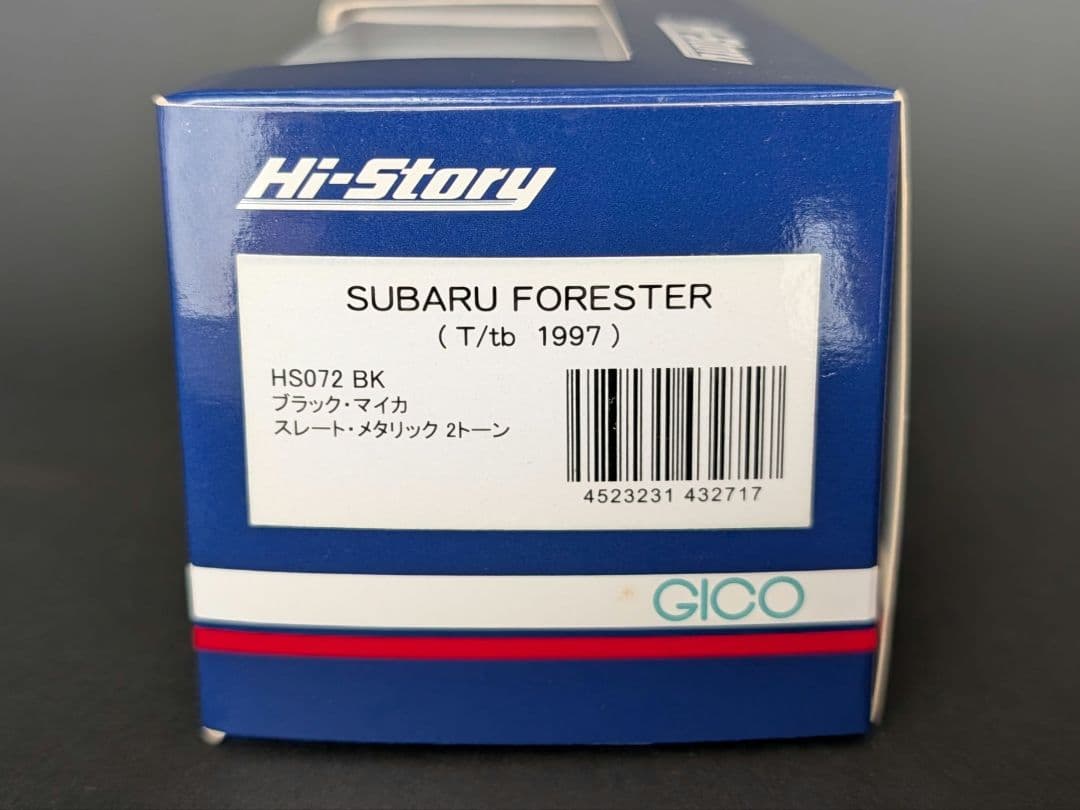 Hi-Story
SUBARU FORESTER
( T/tb 1997 )
HS072 BK
ブラック・マイカ
スレート・メタリック 2トーン
4523231 432717
GICO